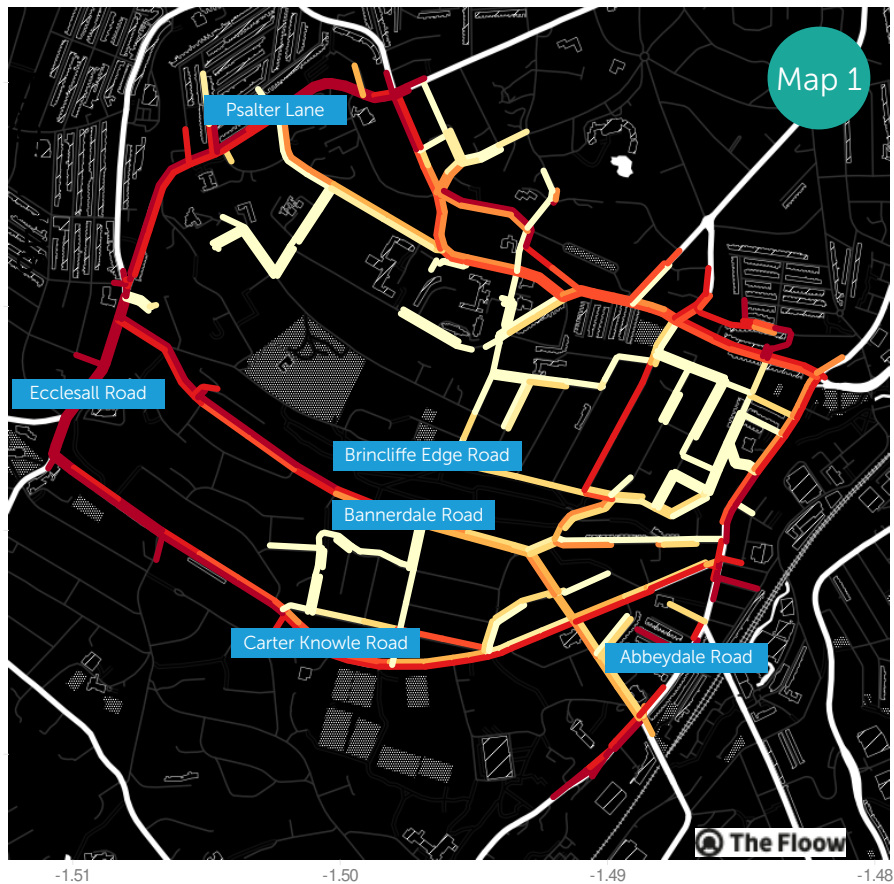 Map 1
Psalter Lane
Ecclesall Road
Brincliffe Edge Road
Bannerdale Road
Carter Knowle Road
Abbeydale Road
The Floow
-1.51
-1.50
-1.49
-1.48